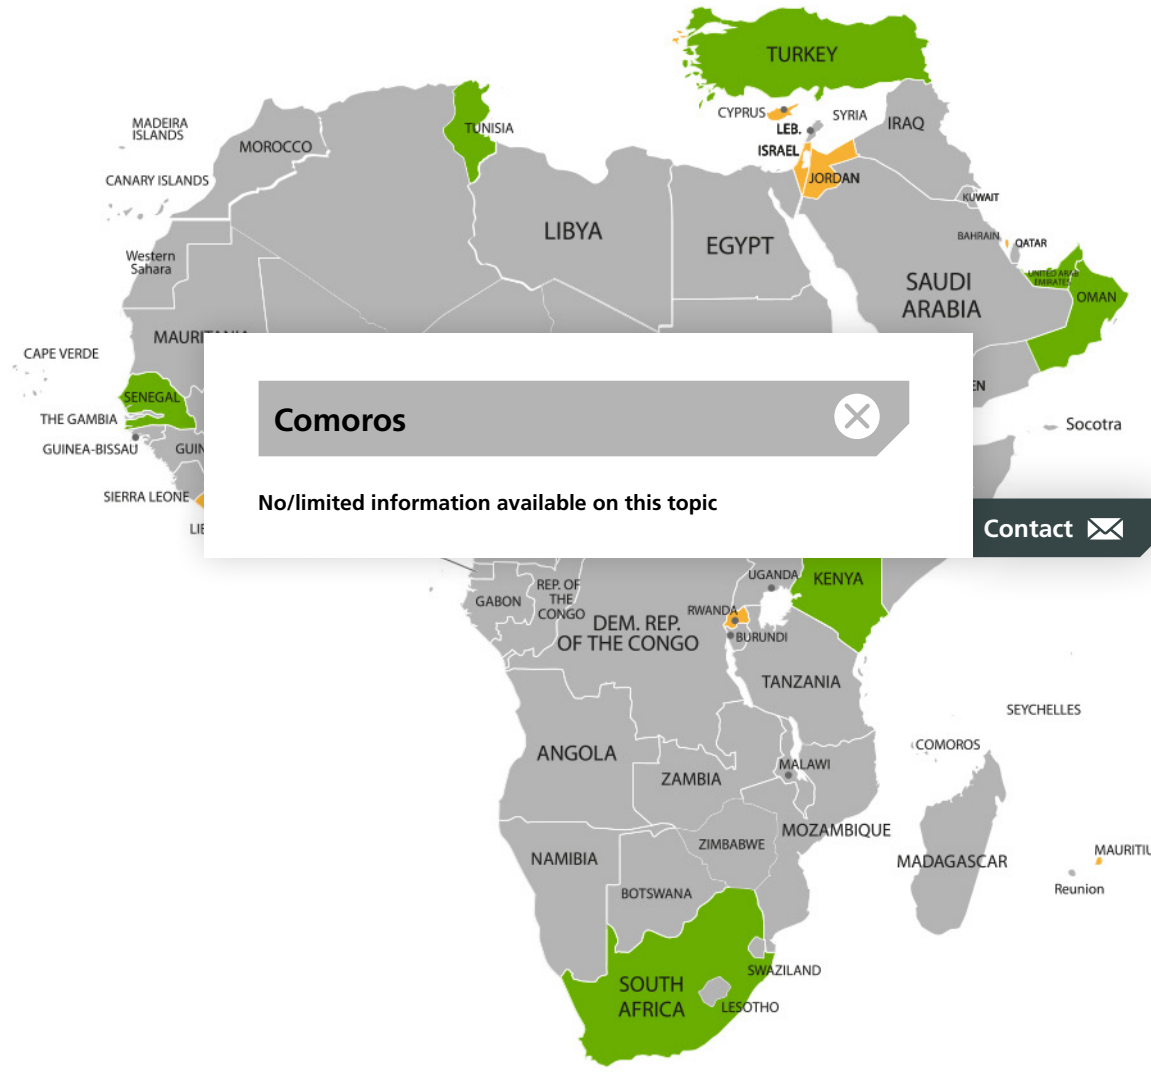 TURKEY
CYPRUS
SYRIA
LEB.
IRAQ
ISRAEL
JORDAN
KUWAIT
MADEIRA
ISLANDS
MOROCCO
TUNISIA
CANARY ISLANDS
LIBYA
EGYPT
BAHRAIN
QATAR
Western
Sahara
SAUDI
ARABIA
UNITED ARAB
EMIRATES
OMAN
CAPE VERDE
SENEGAL
THE GAMBIA
GUINEA-BISSAU
SIERRA LEONE
Socotra
Comoros
No/limited information available on this topic
Contact
UGANDA
KENYA
GABON
REP. OF
THE
CONGO
RWANDA
DEM. REP.
OF THE CONGO
BURUNDI
TANZANIA
SEYCHELLES
COMOROS
ANGOLA
MALAWI
ZAMBIA
MOZAMBIQUE
ZIMBABWE
NAMIBIA
MADAGASCAR
Reunion
BOTSWANA
SWAZILAND
SOUTH
AFRICA
LESOTHO